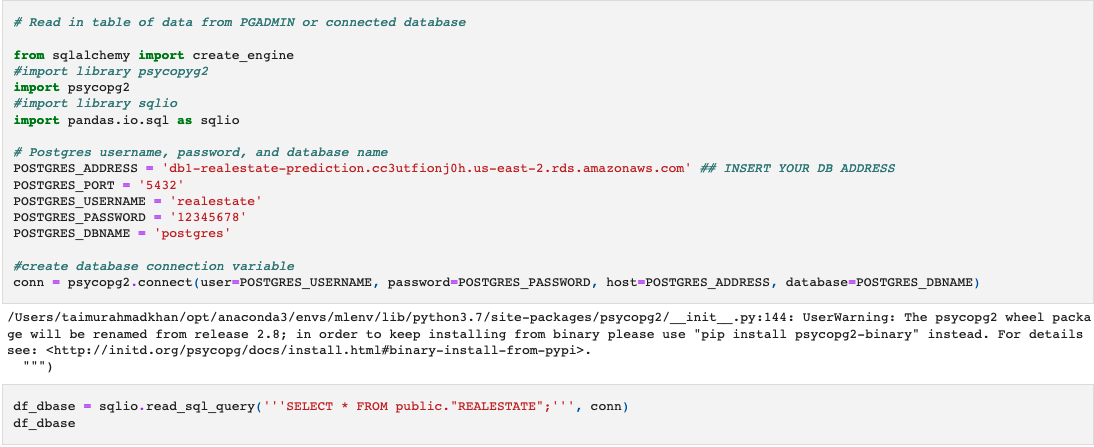 # Read in table of data from PGADMIN or connected database
from sqlalchemy import create_engine
#import library psycopyg2
import psycopg2
#import library sqlio
import pandas.io.sql as sqlio
# Postgres username, password, and database name
POSTGRES_ADDRESS = 'db1-realestate-prediction.cc3utfionj0h.us-east-2.rds.amazonaws.com' ## INSERT YOUR DB ADDRESS
POSTGRES_PORT = '5432'
POSTGRES_USERNAME = 'realestate'
POSTGRES_PASSWORD = '12345678'
POSTGRES_DBNAME = 'postgres'
#create database connection variable
conn = psycopg2.connect(user=POSTGRES_USERNAME, password=POSTGRES_PASSWORD, host=POSTGRES_ADDRESS, database=POSTGRES_DBNAME)
/Users/taimurahmadkhan/opt/anaconda3/envs/mlenv/lib/python3.7/site-packages/psycopg2/__init__.py:144: UserWarning: The psycopg2 wheel packa
ge will be renamed from release 2.8; in order to keep installing from binary please use "pip install psycopg2-binary" instead. For details
see: <http://initd.org/psycopg/docs/install.html#binary-install-from-pypi>.
""")
df_dbase = sqlio.read_sql_query('''SELECT * FROM public."REALESTATE";''', conn)
df_dbase